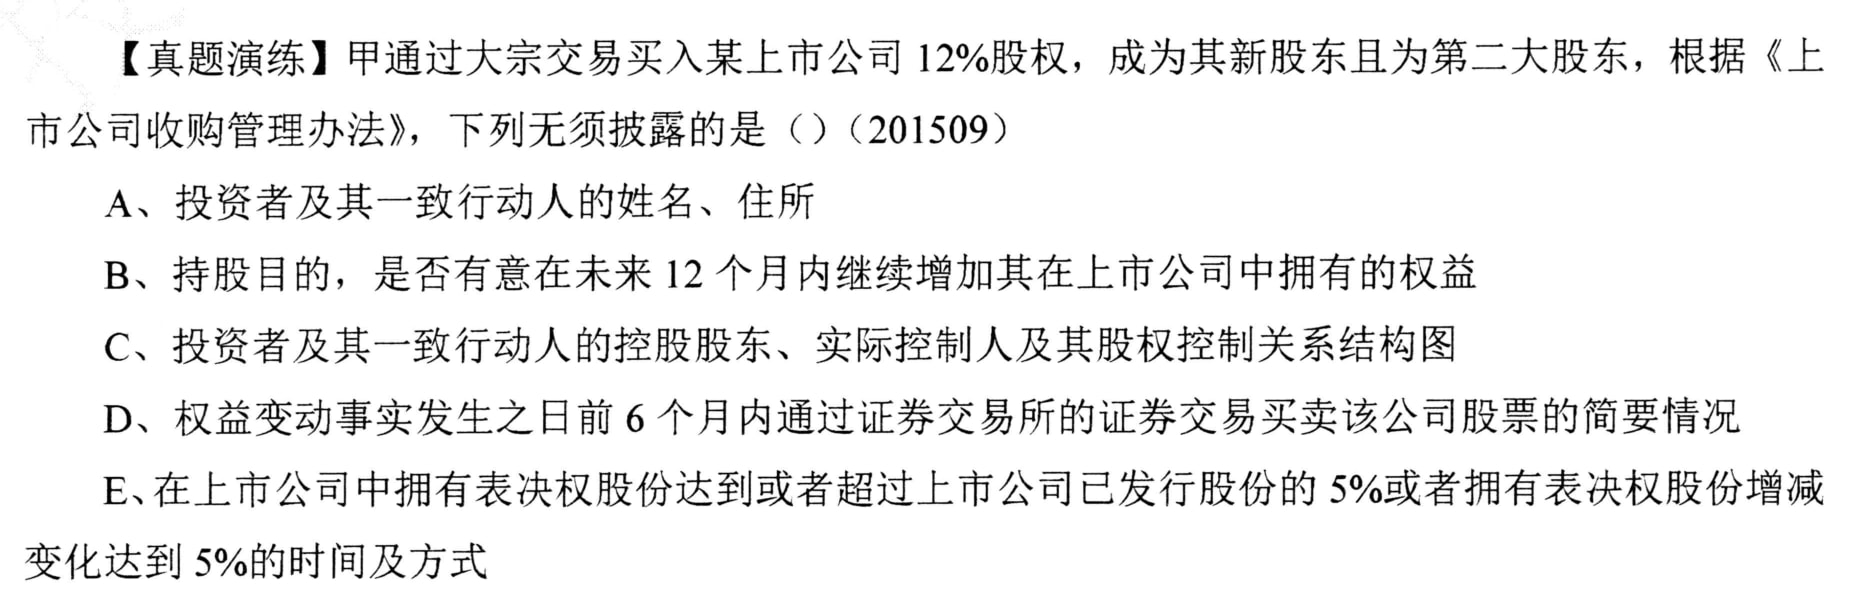 【真题演练】甲通过大宗交易买入某上市公司 12%股权，成为其新股东且为第二大股东，根据《上
市公司收购管理办法》，下列无须披露的是（）（201509）
A、投资者及其一致行动人的姓名、住所
B、持股目的，是否有意在未来 12 个月内继续增加其在上市公司中拥有的权益
C、投资者及其一致行动人的控股股东、实际控制人及其股权控制关系结构图
D、权益变动事实发生之日前 6 个月内通过证券交易所的证券交易买卖该公司股票的简要情况
E、在上市公司中拥有表决权股份达到或者超过上市公司已发行股份的 5%或者拥有表决权股份增减
变化达到 5%的时间及方式